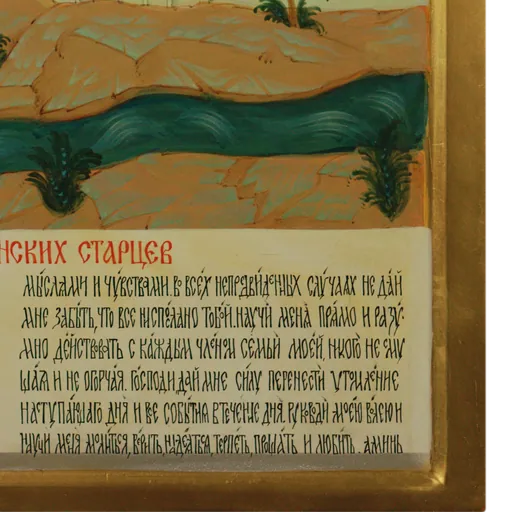 нских старцев
мыслями и чувствами. во всех непредвиденных случаях не дай
мне забыть, что все ниспослано тобой. научи меня прямо и разу-
мно действовать с каждым членом семьи моей, никого не сму
щая и не огорчая. господи, дай мне силу перенести утомление
наступающаго дня и все события в течение дня. руководи моею волею и
научи меня молиться, верить, надеяться, терпеть, прощать и любить. аминь